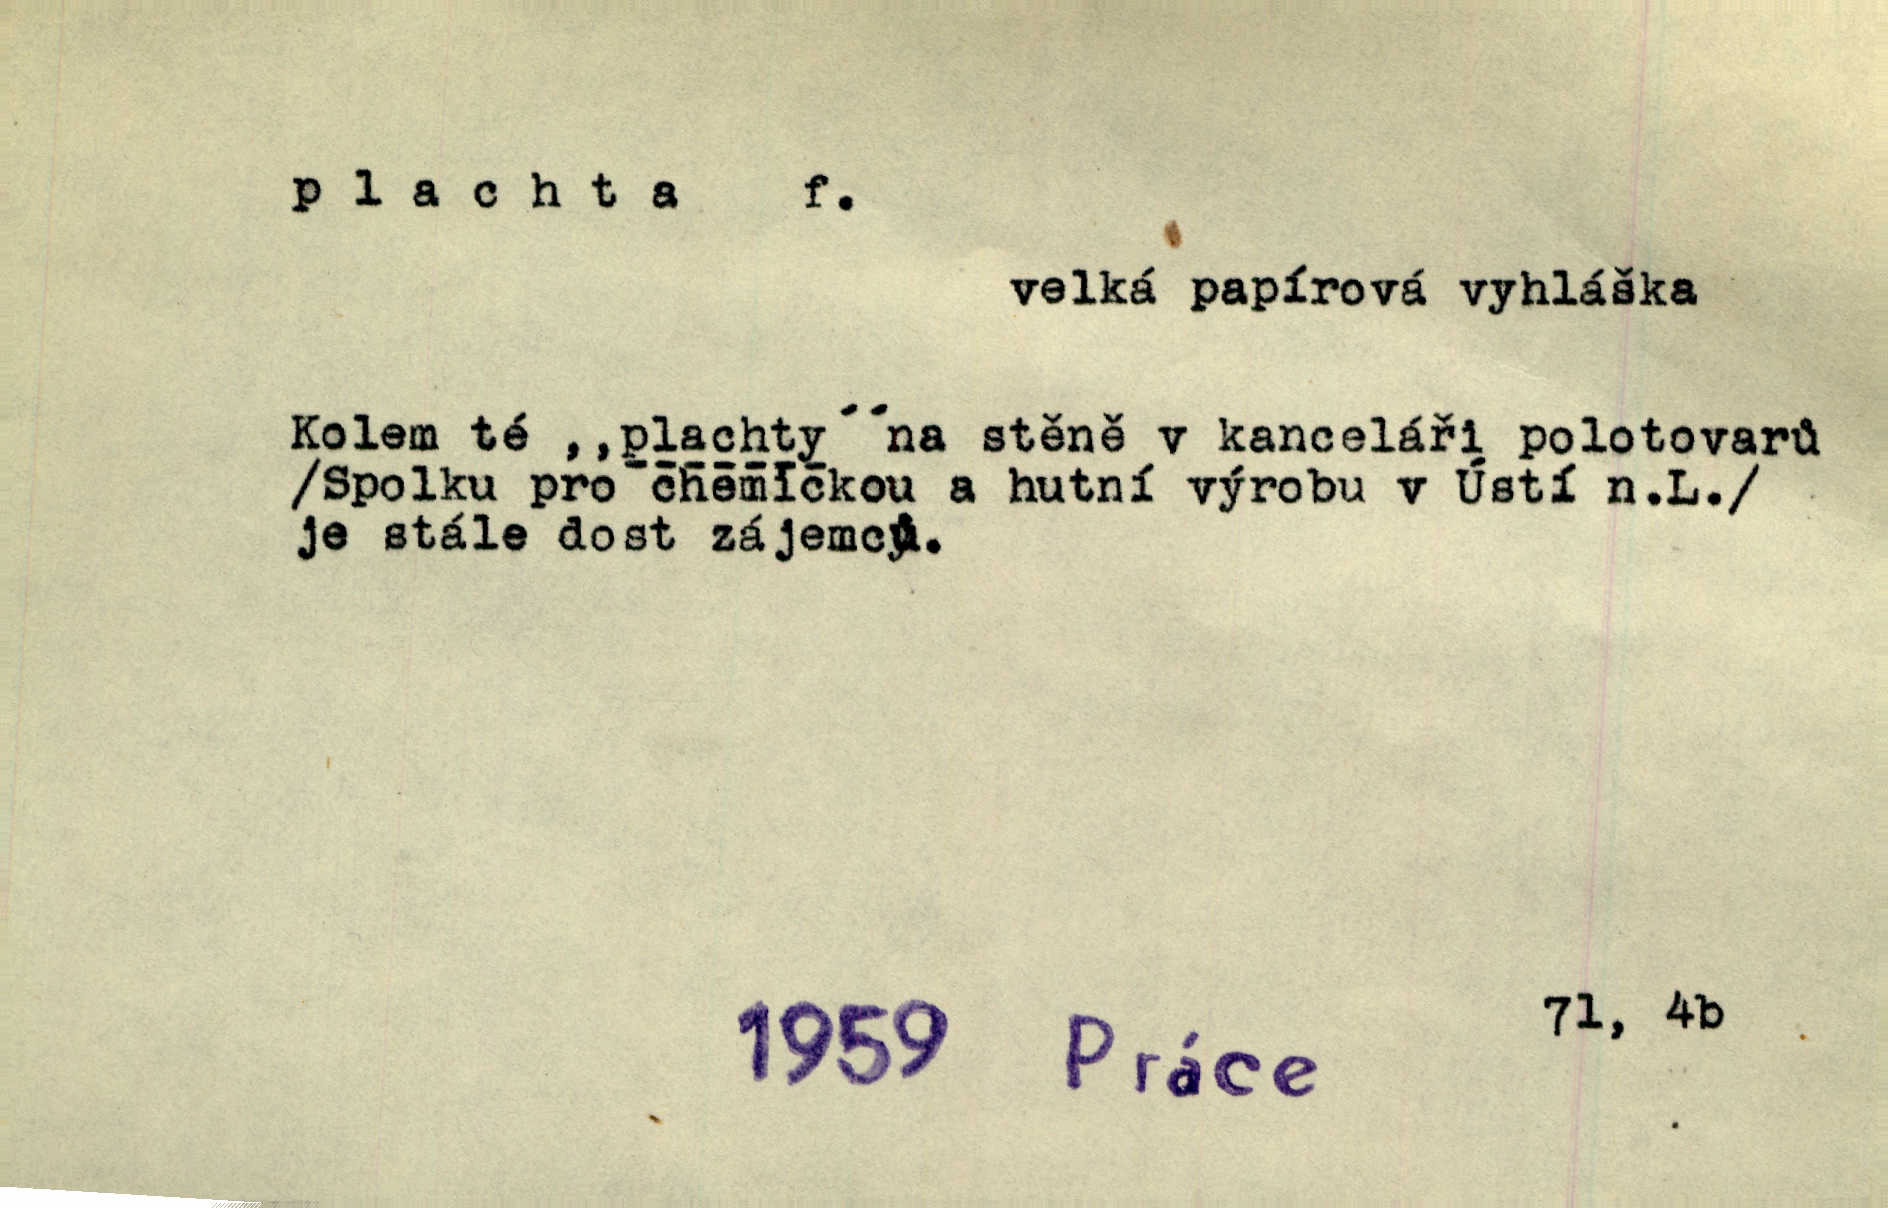 p l a c h t a f.
velká papírová vyhláška
Kolem té ,,plachty´´na stěně v kanceláři polotovarů
/Spolku pro chemickou a hutní výrobu v Ústí n.L./
je stále dost zájemců.
71, 4b
1959 Práce